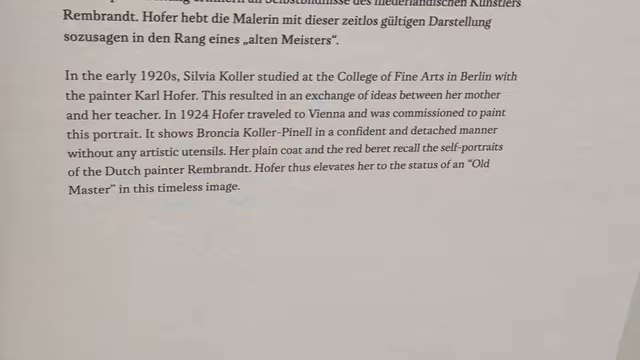 Selbstbildnisse des niederländischen Künstlers
Rembrandt. Hofer hebt die Malerin mit dieser zeitlos gültigen Darstellung
sozusagen in den Rang eines „alten Meisters“.
In the early 1920s, Silvia Koller studied at the College of Fine Arts in Berlin with
the painter Karl Hofer. This resulted in an exchange of ideas between her mother
and her teacher. In 1924 Hofer traveled to Vienna and was commissioned to paint
this portrait. It shows Broncia Koller-Pinell in a confident and detached manner
without any artistic utensils. Her plain coat and the red beret recall the self-portraits
of the Dutch painter Rembrandt. Hofer thus elevates her to the status of an “Old
Master” in this timeless image.